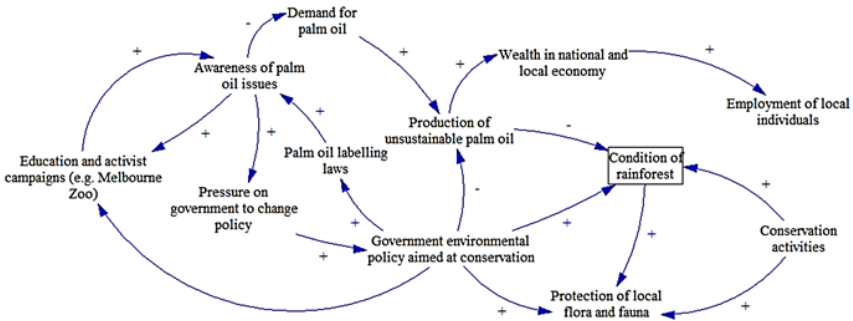 Demand for
palm oil
-
+
+
Awareness of palm
oil issues
+
Wealth in national and
local economy
+
Employment of local
individuals
+
+
+
Production of
unsustainable palm oil
-
Education and activist
campaigns (e.g. Melbourne
Zoo)
Palm oil labelling
laws
Condition of
rainforest
Pressure on
government to change
policy
+
-
+
+
+
Government environmental
policy aimed at conservation
+
Conservation
activities
+
Protection of local
flora and fauna
+